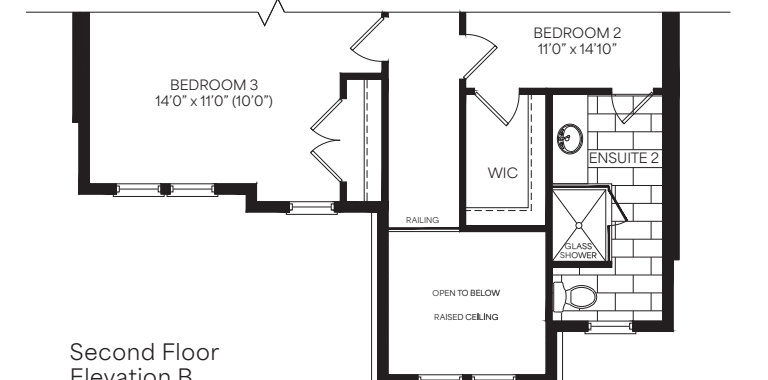 BEDROOM 2
11'0" x 14'10"
BEDROOM 3
14'0" x 11'0" (10'0")
ENSUITE 2
WIC
RAILING
GLASS
SHOWER
OPEN TO BELOW
RAISED CEILING
Second Floor
Elevation B